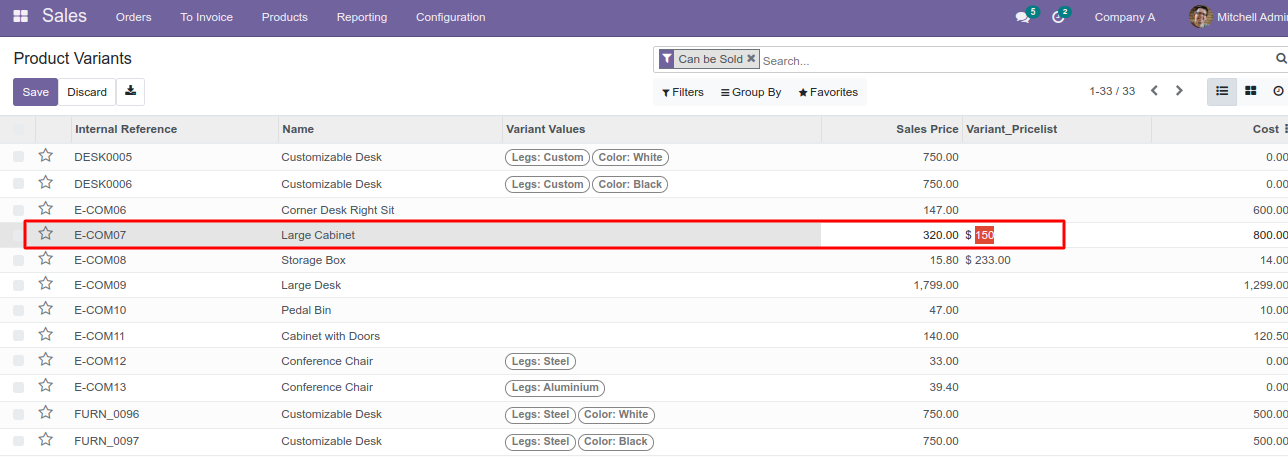 Sales Orders To Invoice Products Reporting Configuration 5 2 Company A Mitchell Admin
Product Variants Can be Sold Search...
Save Discard Filters Group By Favorites 1-33 / 33
Internal Reference Name Variant Values Sales Price Variant_Pricelist Cost
DESK0005 Customizable Desk Legs: Custom Color: White 750.00 0.00
DESK0006 Customizable Desk Legs: Custom Color: Black 750.00 0.00
E-COM06 Corner Desk Right Sit 147.00 600.00
E-COM07 Large Cabinet 320.00 $ 150 800.00
E-COM08 Storage Box 15.80 $ 233.00 14.00
E-COM09 Large Desk 1,799.00 1,299.00
E-COM10 Pedal Bin 47.00 10.00
E-COM11 Cabinet with Doors 140.00 120.50
E-COM12 Conference Chair Legs: Steel 33.00 0.00
E-COM13 Conference Chair Legs: Aluminium 39.40 0.00
FURN_0096 Customizable Desk Legs: Steel Color: White 750.00 500.00
FURN_0097 Customizable Desk Legs: Steel Color: Black 750.00 500.00